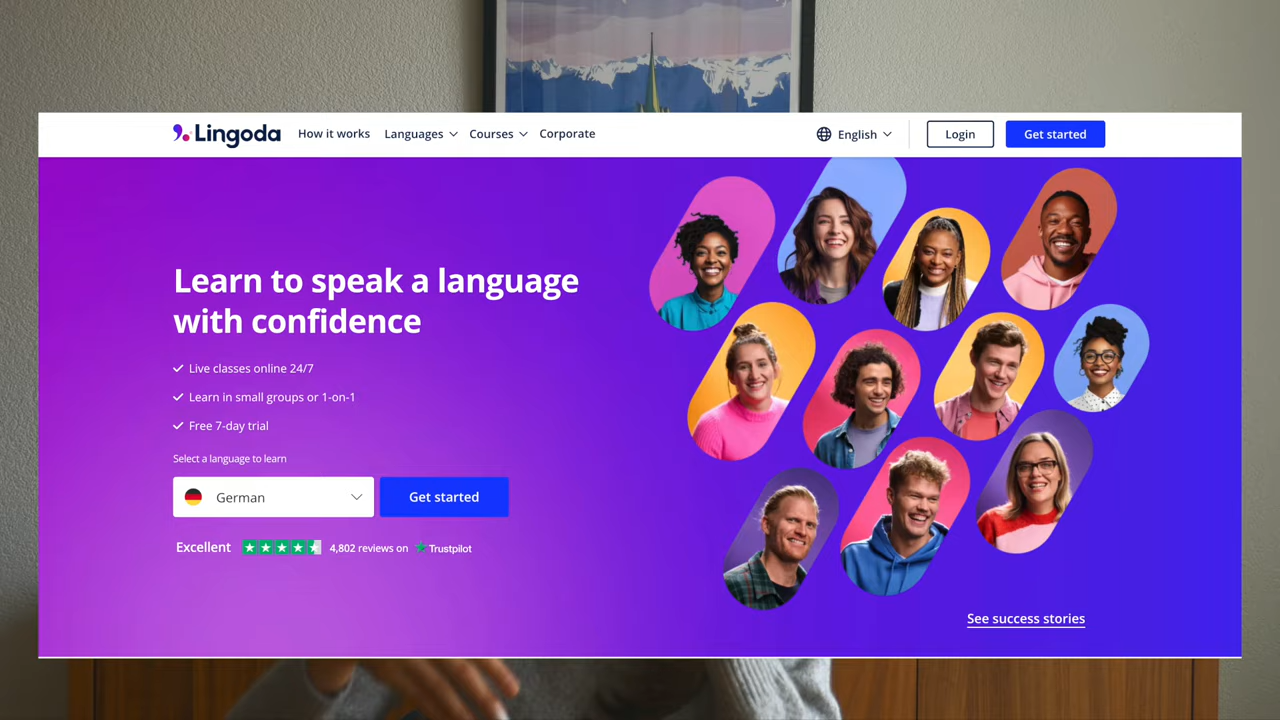 Lingoda
How it works
Languages
Courses
Corporate
English
Login
Get started
Learn to speak a language
with confidence
Live classes online 24/7
Learn in small groups or 1-on-1
Free 7-day trial
Select a language to learn
German
Get started
Excellent
4,802 reviews on
Trustpilot
See success stories